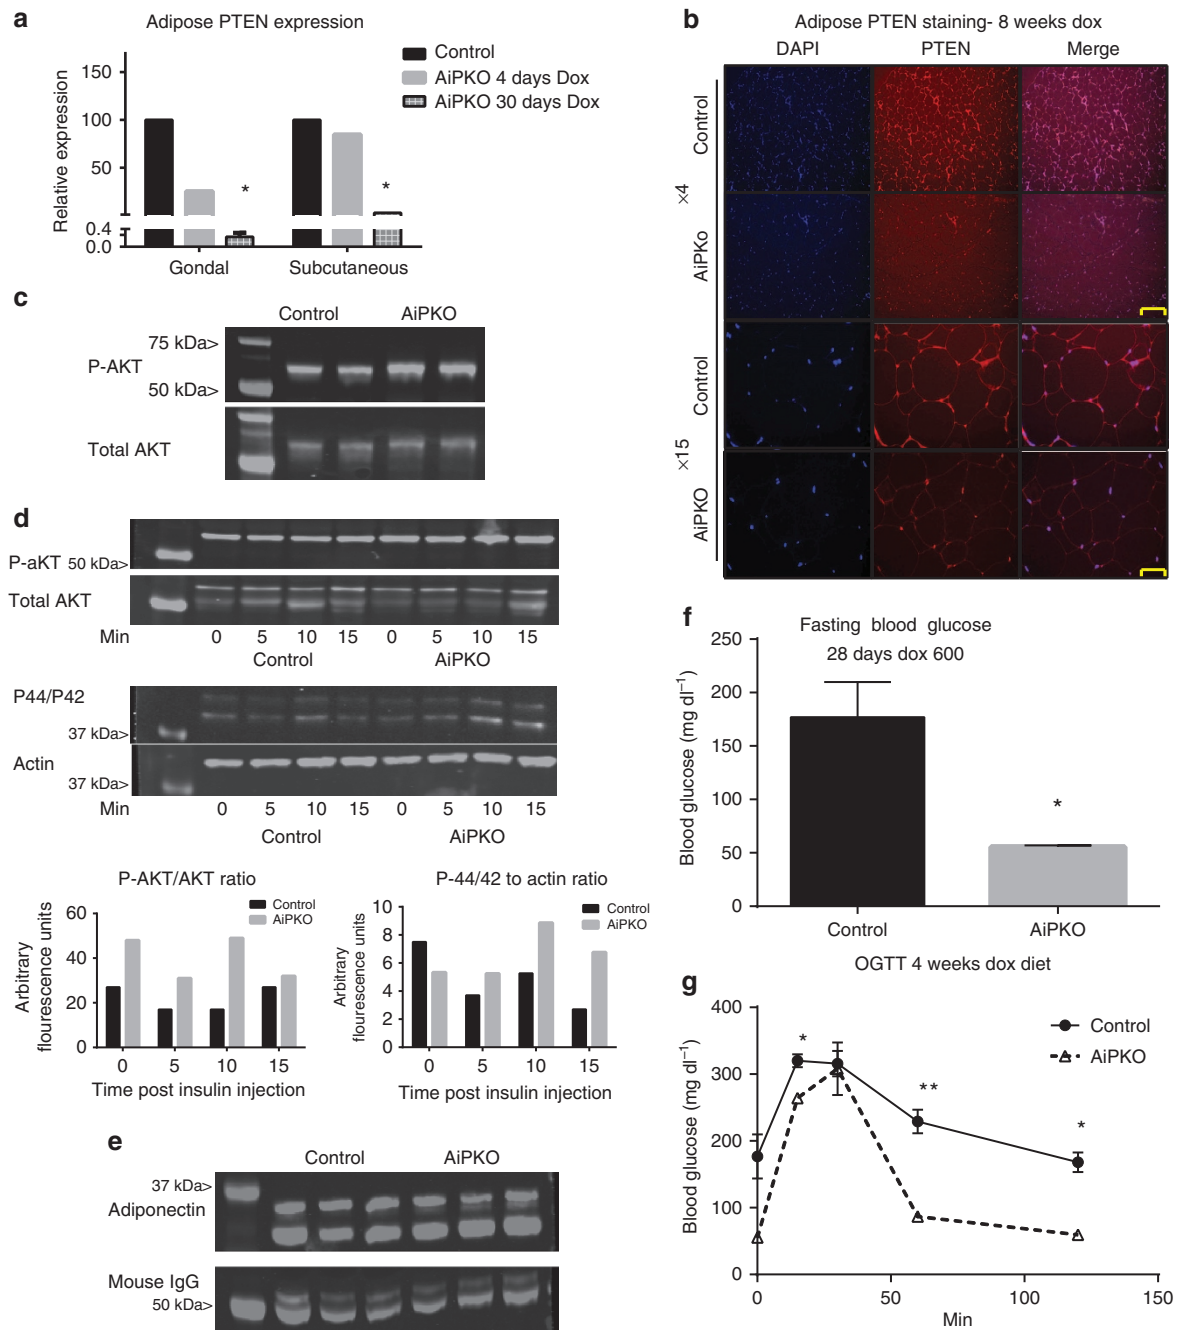 a
Adipose PTEN expression
Control
AiPKO 4 days Dox
AiPKO 30 days Dox
Relative expression
150
100
50
0.4
0.0
*
*
Gondal
Subcutaneous
b
Adipose PTEN staining- 8 weeks dox
DAPI
PTEN
Merge
×4
Control
AiPKo
×15
Control
AiPKO
c
Control
AiPKO
75 kDa>
P-AKT
50 kDa>
Total AKT
d
P-aKT 50 kDa>
Total AKT
Min
0 5 10 15 0 5 10 15
Control
AiPKO
P44/P42
37 kDa>
Actin
37 kDa>
Min
0 5 10 15 0 5 10 15
Control
AiPKO
P-AKT/AKT ratio
Control
AiPKO
Arbitrary
flourescence units
60
40
20
0
0 5 10 15
Time post insulin injection
P-44/42 to actin ratio
Control
AiPKO
Arbitrary
flourescence units
10
8
6
4
2
0
0 5 10 15
Time post insulin injection
e
Control
AiPKO
37 kDa>
Adiponectin
Mouse IgG
50 kDa>
f
Fasting blood glucose
28 days dox 600
Blood glucose (mg dl⁻¹)
250
200
150
100
50
0
*
Control
AiPKO
g
OGTT 4 weeks dox diet
Control
AiPKO
Blood glucose (mg dl⁻¹)
400
300
200
100
0
*
**
*
0 50 100 150
Min